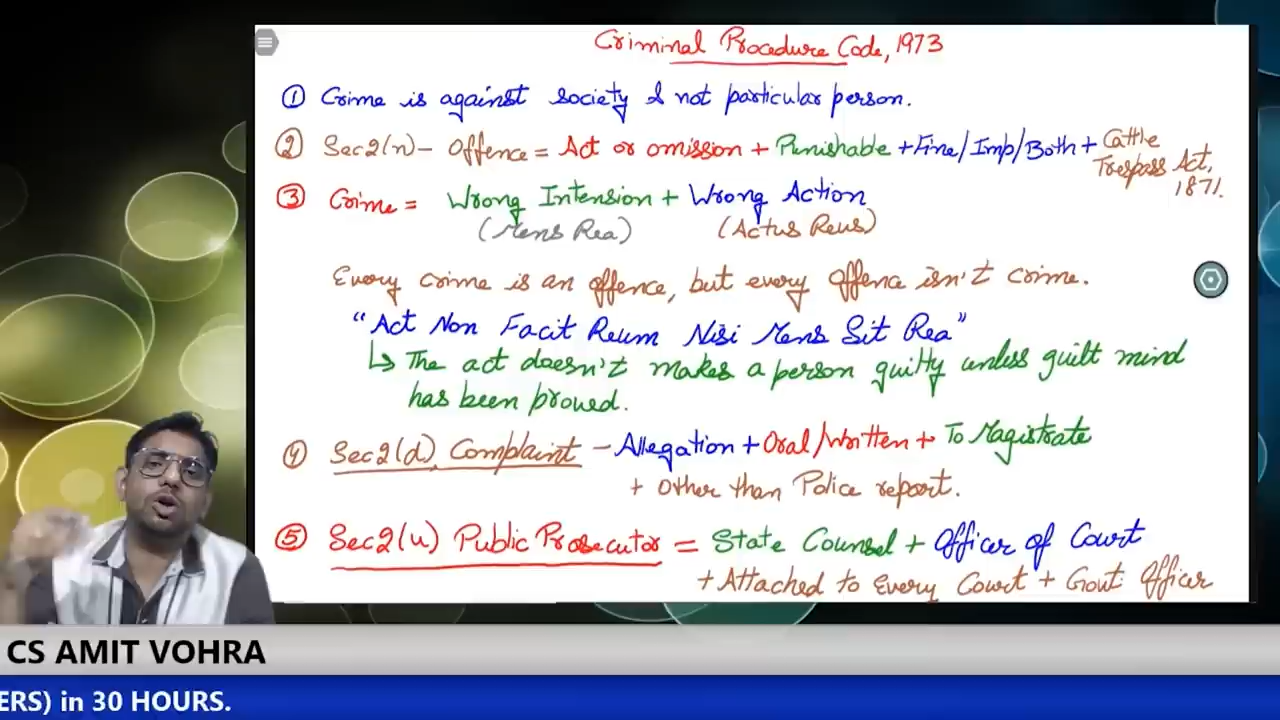 Criminal Procedure Code, 1973
① Crime is against society & not particular person.
② Sec2(n) – Offence = Act or omission + Punishable + Fine/Imp/Both + Cattle
Trespass Act,
1871.
③ Crime = Wrong Intension + Wrong Action
(Mens Rea) (Actus Reus)
Every crime is an offence, but every offence isn't crime.
"Act Non Facit Reum Nisi Mens Sit Rea"
↳ The act doesn't makes a person guilty unless guilt mind
has been proved.
④ Sec2(d) Complaint – Allegation + Oral/Written + To Magistrate
+ Other than Police report.
⑤ Sec2(u) Public Prosecutor = State Counsel + Officer of Court
+ Attached to Every Court + Govt. Officer
CS AMIT VOHRA
ERS) in 30 HOURS.